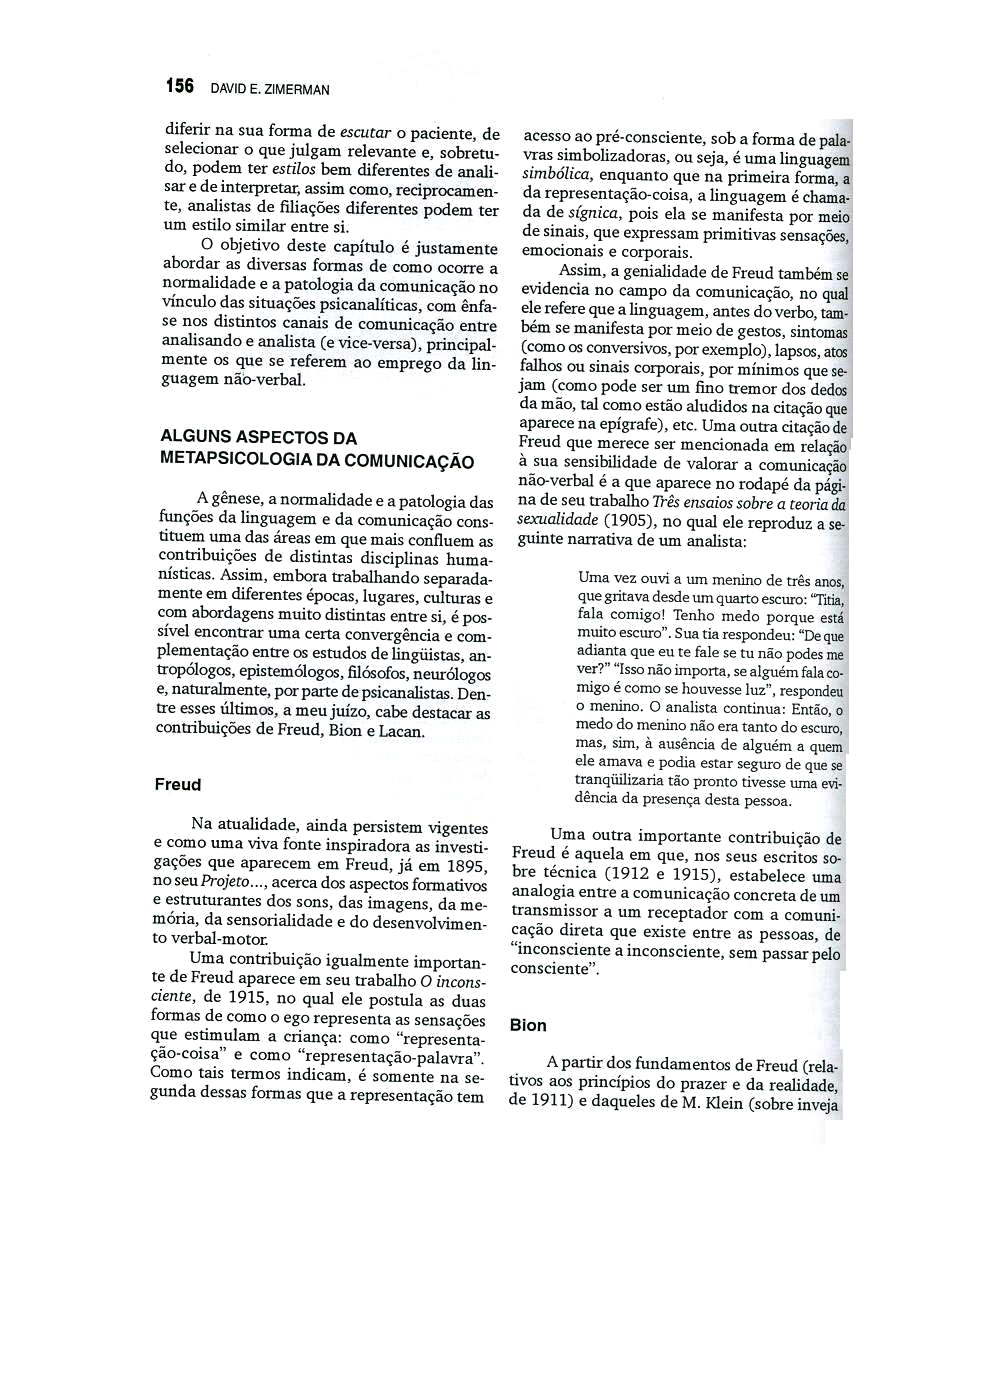 156 DAVID E. ZIMERMAN
diferir na sua forma de escutar o paciente, de
selecionar o que julgam relevante e, sobretu-
do, podem ter estilos bem diferentes de anali-
sar e de interpretar, assim como, reciprocamen-
te, analistas de filiações diferentes podem ter
um estilo similar entre si.
O objetivo deste capítulo é justamente
abordar as diversas formas de como ocorre a
normalidade e a patologia da comunicação no
vínculo das situações psicanalíticas, com ênfa-
se nos distintos canais de comunicação entre
analisando e analista (e vice-versa), principal-
mente os que se referem ao emprego da lin-
guagem não-verbal.
ALGUNS ASPECTOS DA
METAPSICOLOGIA DA COMUNICAÇÃO
A gênese, a normalidade e a patologia das
funções da linguagem e da comunicação cons-
tituem uma das áreas em que mais confluem as
contribuições de distintas disciplinas huma-
nísticas. Assim, embora trabalhando separada-
mente em diferentes épocas, lugares, culturas e
com abordagens muito distintas entre si, é pos-
sível encontrar uma certa convergência e com-
plementação entre os estudos de lingüistas, an-
tropólogos, epistemólogos, filósofos, neurólogos
e, naturalmente, por parte de psicanalistas. Den-
tre esses últimos, a meu juízo, cabe destacar as
contribuições de Freud, Bion e Lacan.
Freud
Na atualidade, ainda persistem vigentes
e como uma viva fonte inspiradora as investi-
gações que aparecem em Freud, já em 1895,
no seu Projeto..., acerca dos aspectos formativos
e estruturantes dos sons, das imagens, da me-
mória, da sensorialidade e do desenvolvimen-
to verbal-motor.
Uma contribuição igualmente importan-
te de Freud aparece em seu trabalho O incons-
ciente, de 1915, no qual ele postula as duas
formas de como o ego representa as sensações
que estimulam a criança: como “representa-
ção-coisa” e como “representação-palavra”.
Como tais termos indicam, é somente na se-
gunda dessas formas que a representação tem
acesso ao pré-consciente, sob a forma de pala-
vras simbolizadoras, ou seja, é uma linguagem
simbólica, enquanto que na primeira forma, a
da representação-coisa, a linguagem é chama-
da de sígnica, pois ela se manifesta por meio
de sinais, que expressam primitivas sensações,
emocionais e corporais.
Assim, a genialidade de Freud também se
evidencia no campo da comunicação, no qual
ele refere que a linguagem, antes do verbo, tam-
bém se manifesta por meio de gestos, sintomas
(como os conversivos, por exemplo), lapsos, atos
falhos ou sinais corporais, por mínimos que se-
jam (como pode ser um fino tremor dos dedos
da mão, tal como estão aludidos na citação que
aparece na epígrafe), etc. Uma outra citação de
Freud que merece ser mencionada em relação
à sua sensibilidade de valorar a comunicação
não-verbal é a que aparece no rodapé da pági-
na de seu trabalho Três ensaios sobre a teoria da
sexualidade (1905), no qual ele reproduz a se-
guinte narrativa de um analista:
Uma vez ouvi a um menino de três anos,
que gritava desde um quarto escuro: “Titia,
fala comigo! Tenho medo porque está
muito escuro”. Sua tia respondeu: “De que
adianta que eu te fale se tu não podes me
ver?” “Isso não importa, se alguém fala co-
migo é como se houvesse luz”, respondeu
o menino. O analista continua: Então, o
medo do menino não era tanto do escuro,
mas, sim, à ausência de alguém a quem
ele amava e podia estar seguro de que se
tranqüilizaria tão pronto tivesse uma evi-
dência da presença desta pessoa.
Uma outra importante contribuição de
Freud é aquela em que, nos seus escritos so-
bre técnica (1912 e 1915), estabelece uma
analogia entre a comunicação concreta de um
transmissor a um receptador com a comuni-
cação direta que existe entre as pessoas, de
“inconsciente a inconsciente, sem passar pelo
consciente”.
Bion
A partir dos fundamentos de Freud (rela-
tivos aos princípios do prazer e da realidade,
de 1911) e daqueles de M. Klein (sobre inveja